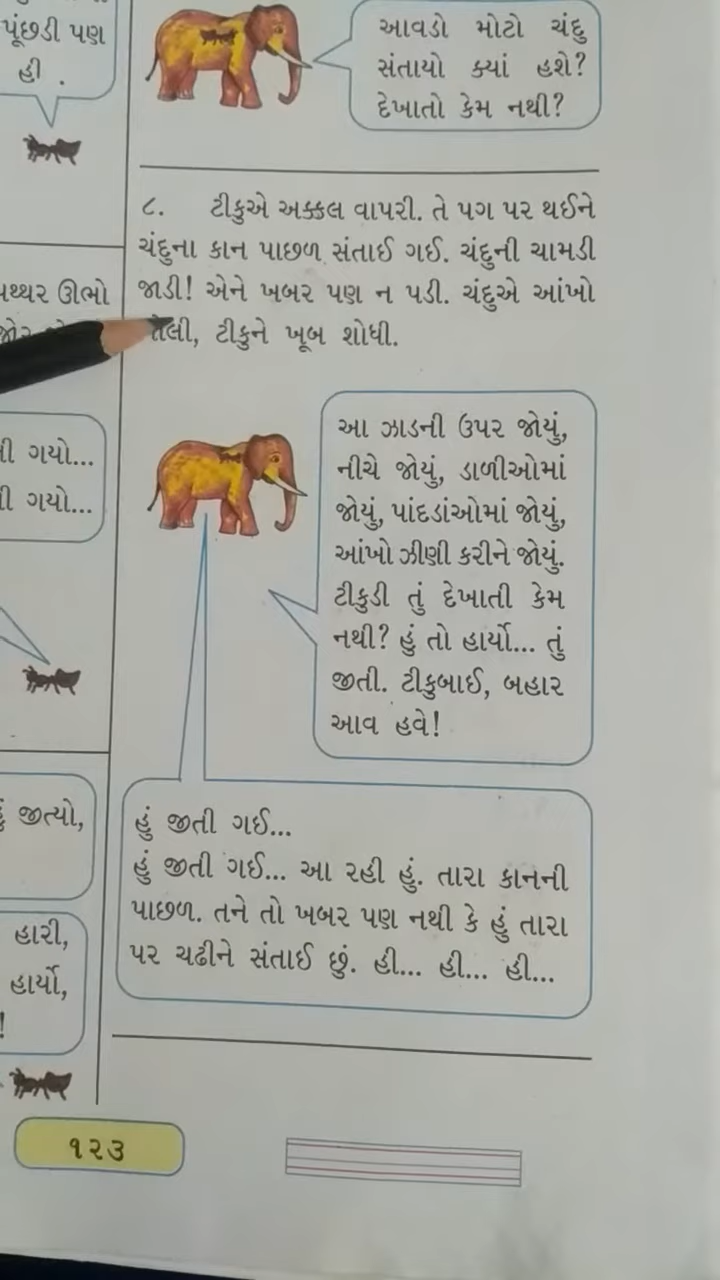 પૂંછડી પણ
હી .
આવડો મોટો ચંદુ
સંતાયો ક્યાં હશે?
દેખાતો કેમ નથી?
પથ્થર ઊભો
૮. ટીકુએ અક્કલ વાપરી. તે પગ પર થઈને
ચંદુના કાન પાછળ સંતાઈ ગઈ. ચંદુની ચામડી
જાડી! એને ખબર પણ ન પડી. ચંદુએ આંખો
ટીકુને ખૂબ શોધી.
ગયો...
ગયો...
આ ઝાડની ઉપર જોયું,
નીચે જોયું, ડાળીઓમાં
જોયું, પાંદડાંઓમાં જોયું,
આંખો ઝીણી કરીને જોયું.
ટીકુડી તું દેખાતી કેમ
નથી? હું તો હાર્યો... તું
જીતી. ટીકુબાઈ, બહાર
આવ હવે!
જીત્યો,
હારી,
હાર્યો,
!
હું જીતી ગઈ...
હું જીતી ગઈ... આ રહી હું. તારા કાનની
પાછળ. તને તો ખબર પણ નથી કે હું તારા
પર ચઢીને સંતાઈ છું. હી... હી... હી...
૧૨૩